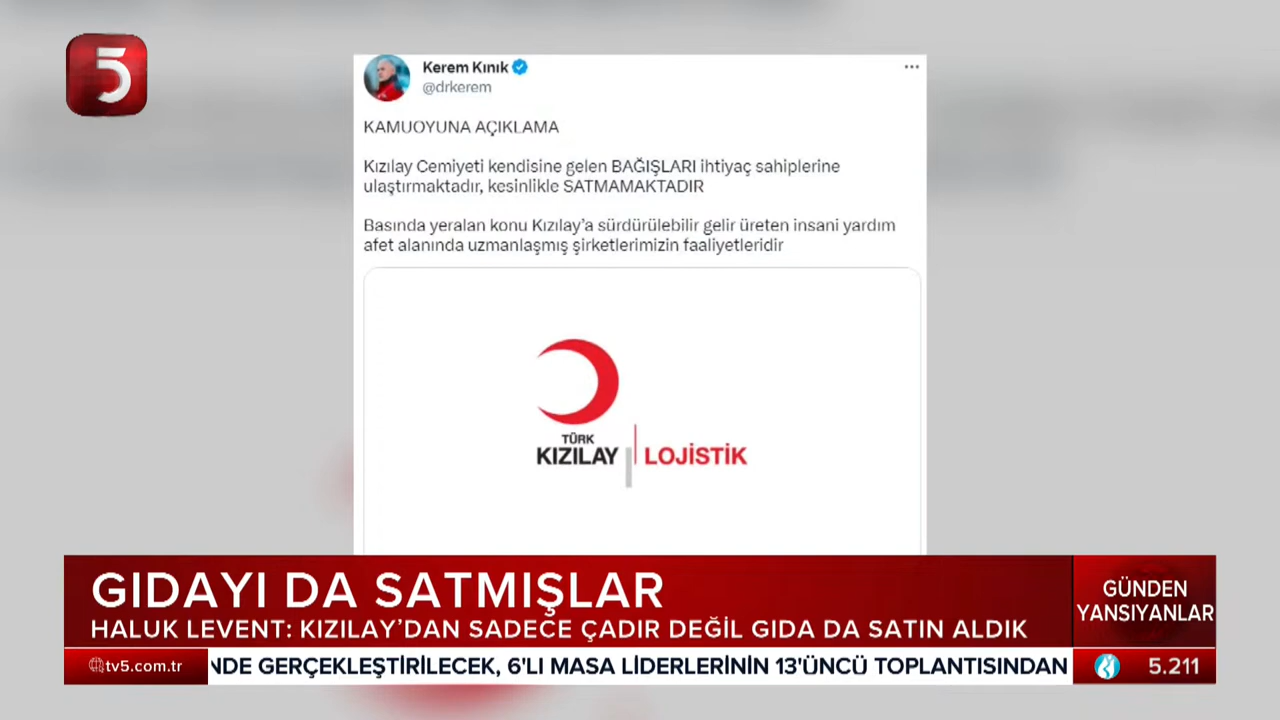 5
Kerem Kınık
@drkerem
KAMUOYUNA AÇIKLAMA
Kızılay Cemiyeti kendisine gelen BAĞIŞLARI ihtiyaç sahiplerine
ulaştırmaktadır, kesinlikle SATMAMAKTADIR
Basında yeralan konu Kızılay’a sürdürülebilir gelir üreten insani yardım
afet alanında uzmanlaşmış şirketlerimizin faaliyetleridir
TÜRK
KIZILAY LOJİSTİK
GIDAYI DA SATMIŞLAR
HALUK LEVENT: KIZILAY’DAN SADECE ÇADIR DEĞİL GIDA DA SATIN ALDIK
GÜNDEN
YANSIYANLAR
tv5.com.tr
NDE GERÇEKLEŞTİRİLECEK, 6'LI MASA LİDERLERİNİN 13'ÜNCÜ TOPLANTISINDAN
5.211